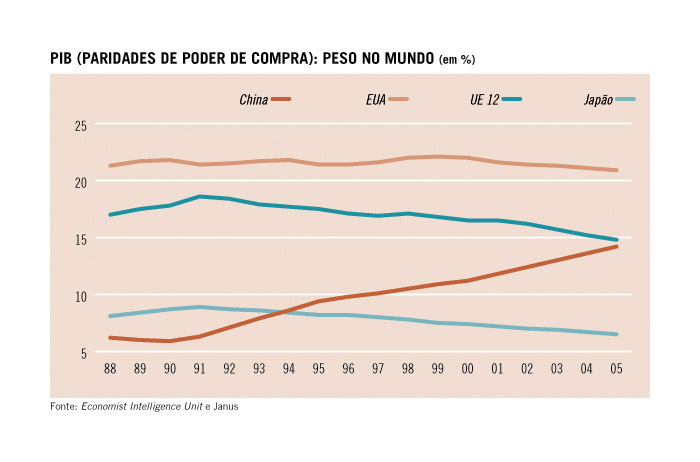 PIB (PARIDADES DE PODER DE COMPRA): PESO NO MUNDO (em %)
China EUA UE 12 Japão
25
20
15
10
5
88 89 90 91 92 93 94 95 96 97 98 99 00 01 02 03 04 05
Fonte: Economist Intelligence Unit e Janus